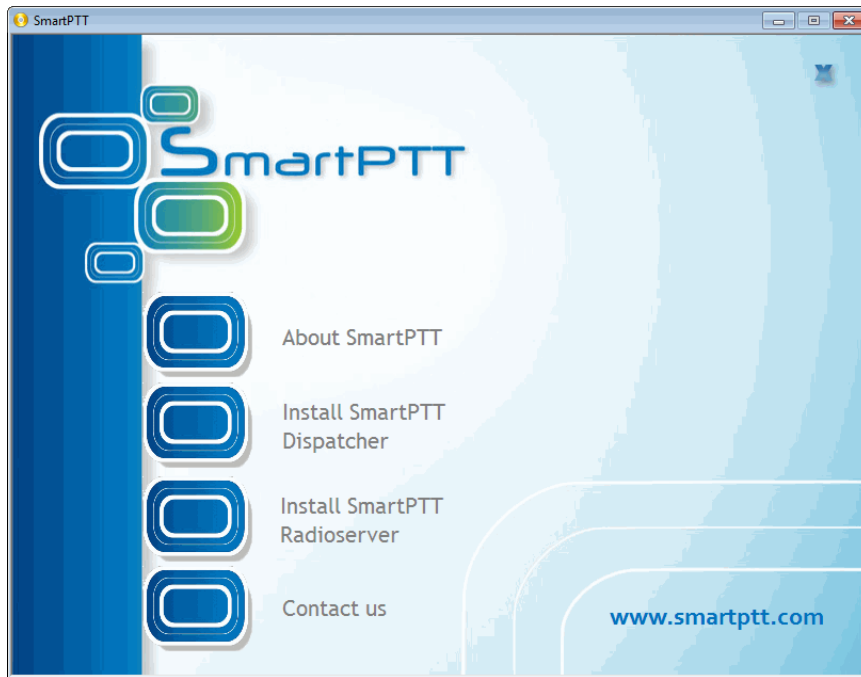 SmartPTT
SmartPTT
About SmartPTT
Install SmartPTT
Dispatcher
Install SmartPTT
Radioserver
Contact us
www.smartptt.com